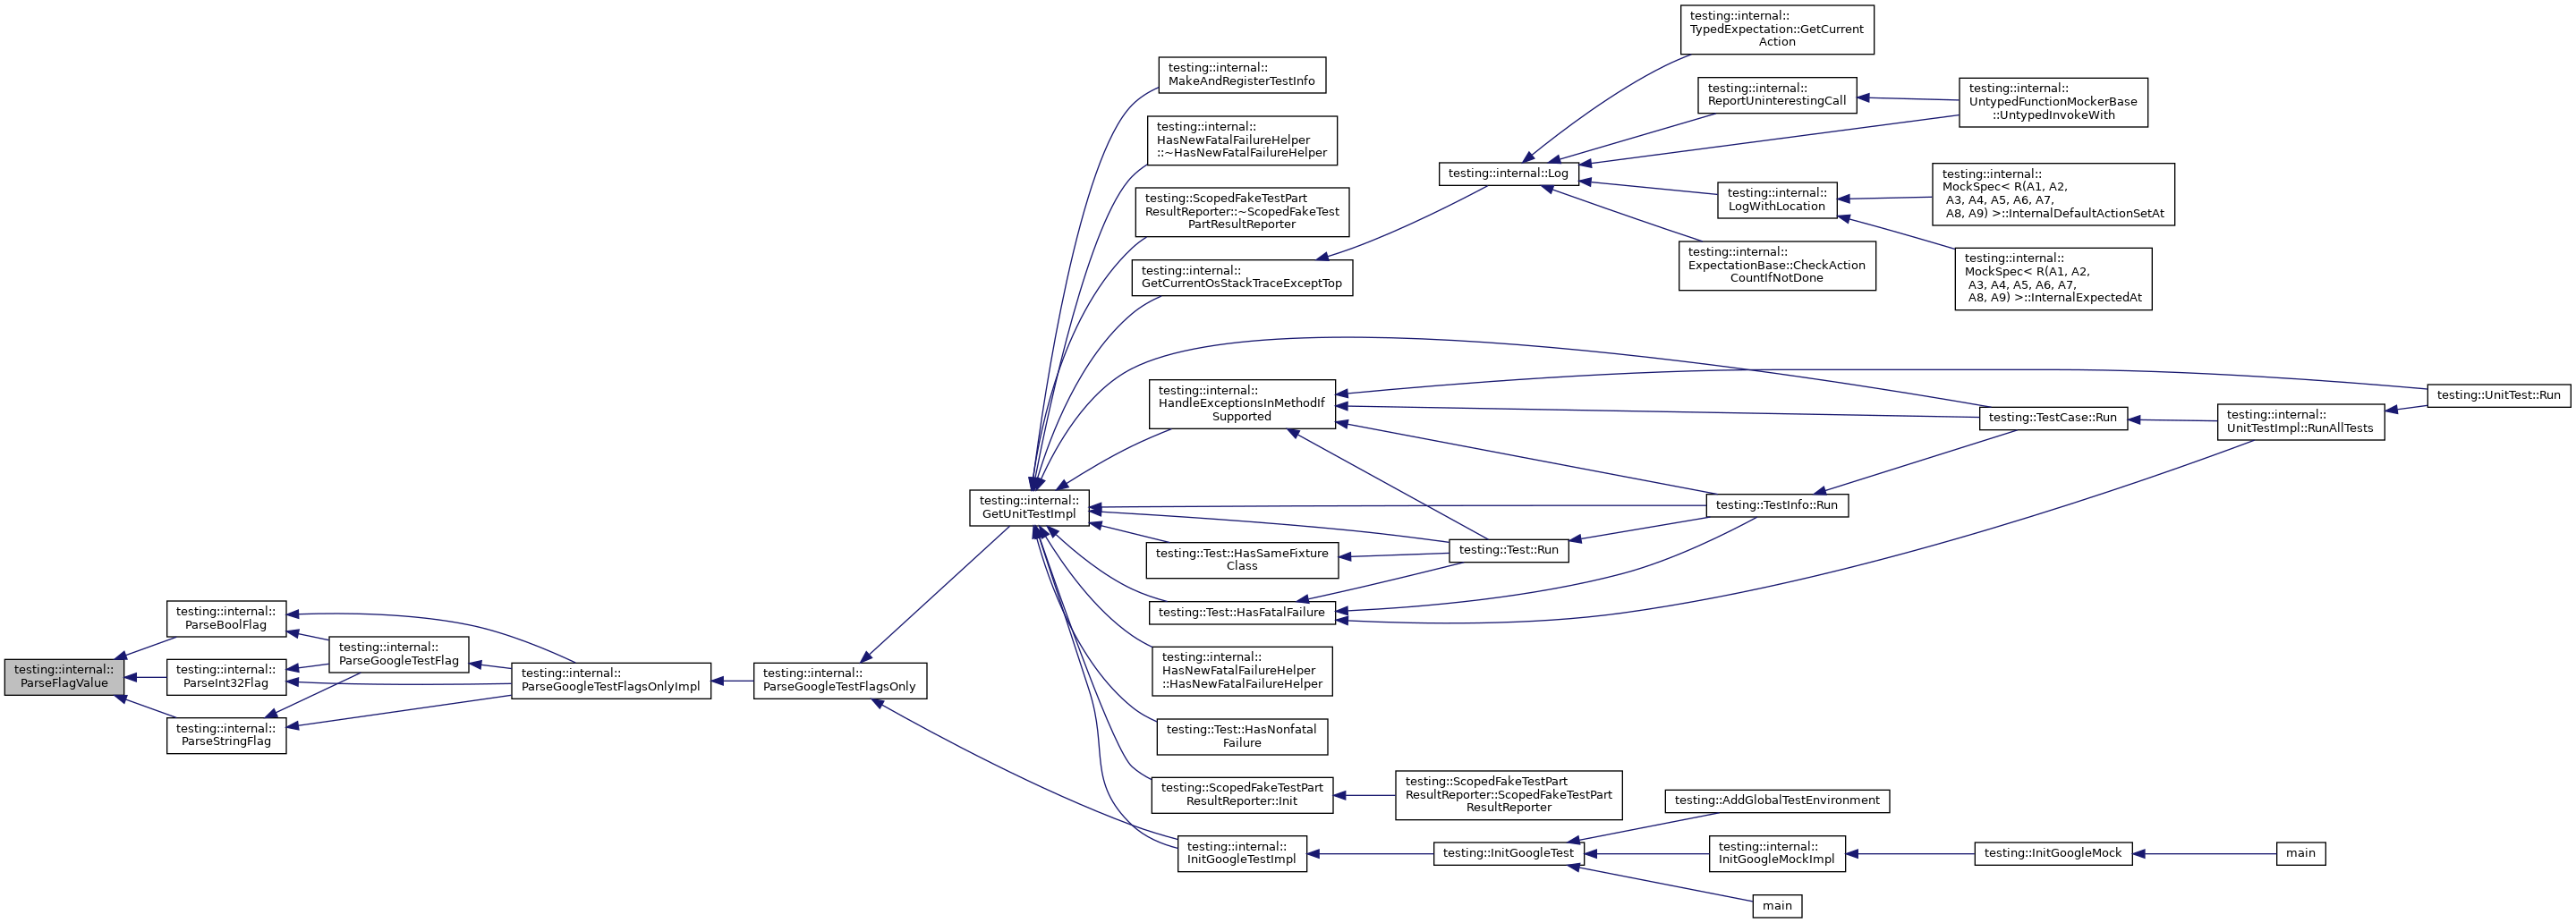 testing::internal::
ParseFlagValue
testing::internal::
ParseBoolFlag
testing::internal::
ParseInt32Flag
testing::internal::
ParseStringFlag
testing::internal::
ParseGoogleTestFlag
testing::internal::
ParseGoogleTestFlagsOnlyImpl
testing::internal::
ParseGoogleTestFlagsOnly
testing::internal::
GetUnitTestImpl
testing::internal::
MakeAndRegisterTestInfo
testing::internal::
HasNewFatalFailureHelper
::~HasNewFatalFailureHelper
testing::ScopedFakeTestPart
ResultReporter::~ScopedFakeTest
PartResultReporter
testing::internal::
GetCurrentOsStackTraceExceptTop
testing::internal::
HandleExceptionsInMethodIf
Supported
testing::Test::HasSameFixture
Class
testing::Test::HasFatalFailure
testing::internal::
HasNewFatalFailureHelper
::HasNewFatalFailureHelper
testing::Test::HasNonfatal
Failure
testing::ScopedFakeTestPart
ResultReporter::Init
testing::internal::
InitGoogleTestImpl
testing::internal::Log
testing::Test::Run
testing::ScopedFakeTestPart
ResultReporter::ScopedFakeTestPart
ResultReporter
testing::InitGoogleTest
testing::internal::
TypedExpectation::GetCurrent
Action
testing::internal::
ReportUninterestingCall
testing::internal::
LogWithLocation
testing::internal::
ExpectationBase::CheckAction
CountIfNotDone
testing::TestInfo::Run
testing::AddGlobalTestEnvironment
testing::internal::
InitGoogleMockImpl
main
testing::internal::
UntypedFunctionMockerBase
::UntypedInvokeWith
testing::internal::
MockSpec< R(A1, A2,
A3, A4, A5, A6, A7,
A8, A9) >::InternalDefaultActionSetAt
testing::internal::
MockSpec< R(A1, A2,
A3, A4, A5, A6, A7,
A8, A9) >::InternalExpectedAt
testing::TestCase::Run
testing::InitGoogleMock
testing::internal::
UnitTestImpl::RunAllTests
main
testing::UnitTest::Run